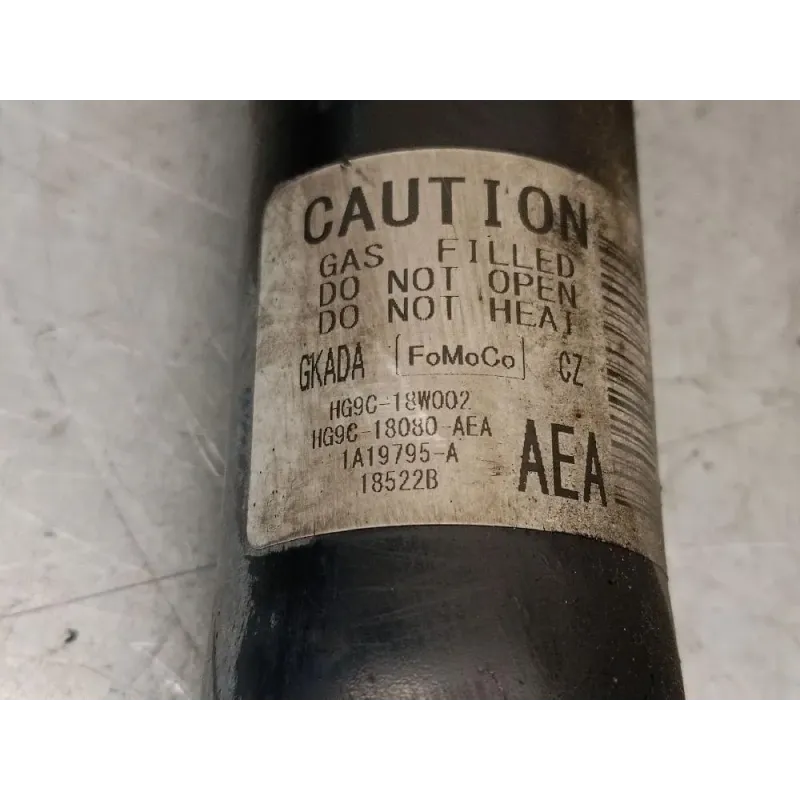 CAUTION
GAS FILLED
DO NOT OPEN
DO NOT HEAT
GKADA FoMoCo CZ
HG9C-18W002
HG9C-18080-AEA
1A19795-A
18522B
AEA